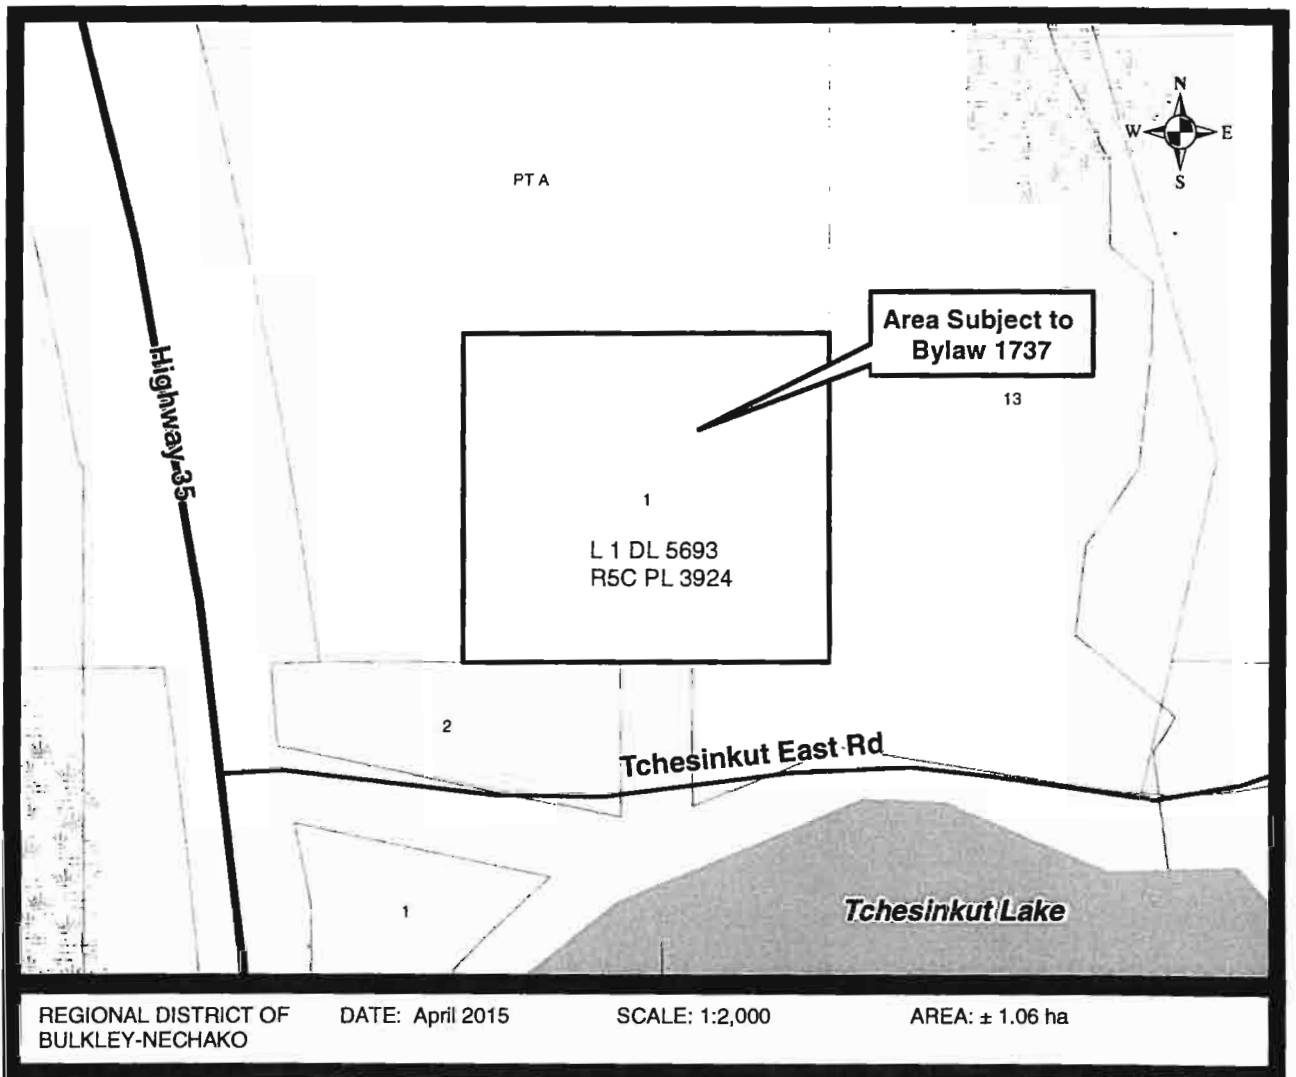 N
W E
S
PT A
Area Subject to
Bylaw 1737
13
Highway 35
1
L 1 DL 5693
R5C PL 3924
2
Tchesinkut East Rd
1
Tchesinkut Lake
REGIONAL DISTRICT OF
BULKLEY-NECHAKO
DATE: April 2015
SCALE: 1:2,000
AREA: ± 1.06 ha